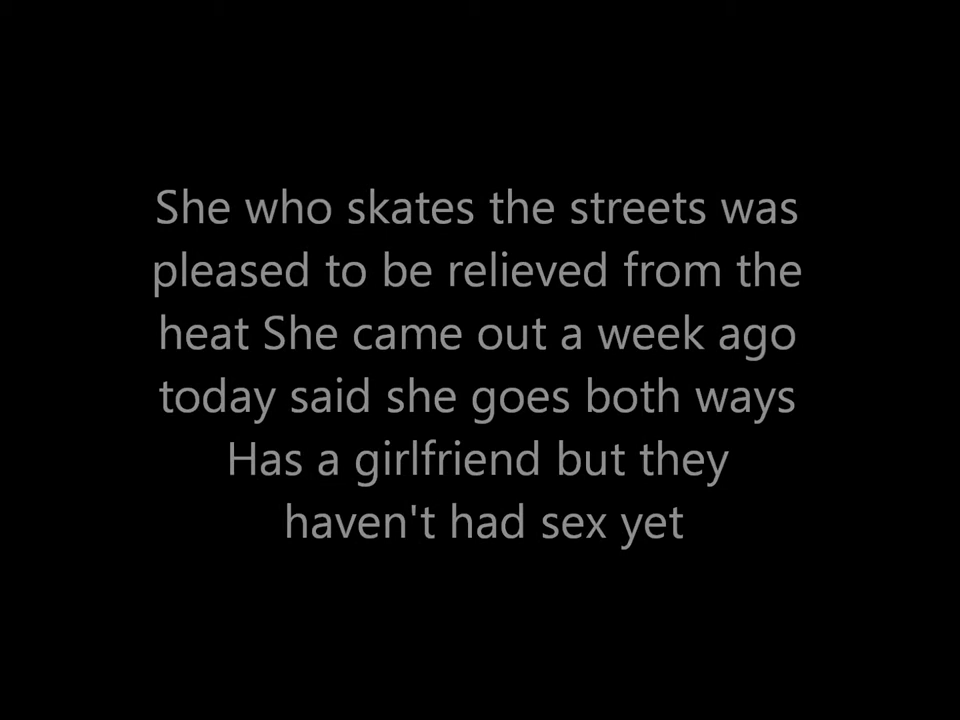 She who skates the streets was
pleased to be relieved from the
heat She came out a week ago
today said she goes both ways
Has a girlfriend but they
haven't had sex yet